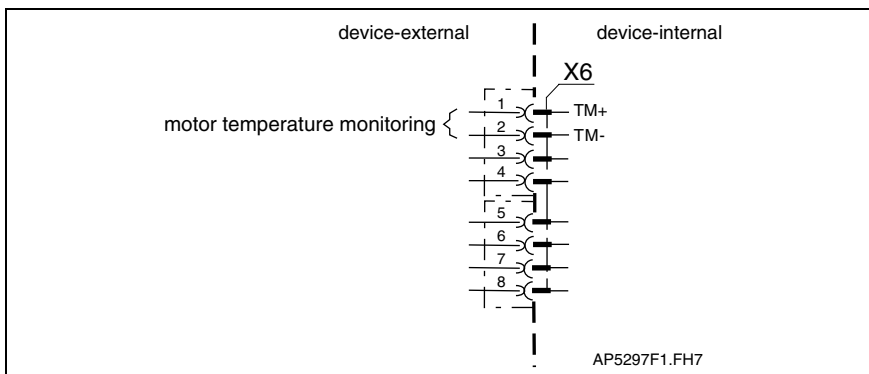 device-external
device-internal
X6
motor temperature monitoring
1
TM+
2
TM-
3
4
5
6
7
8
AP5297F1.FH7